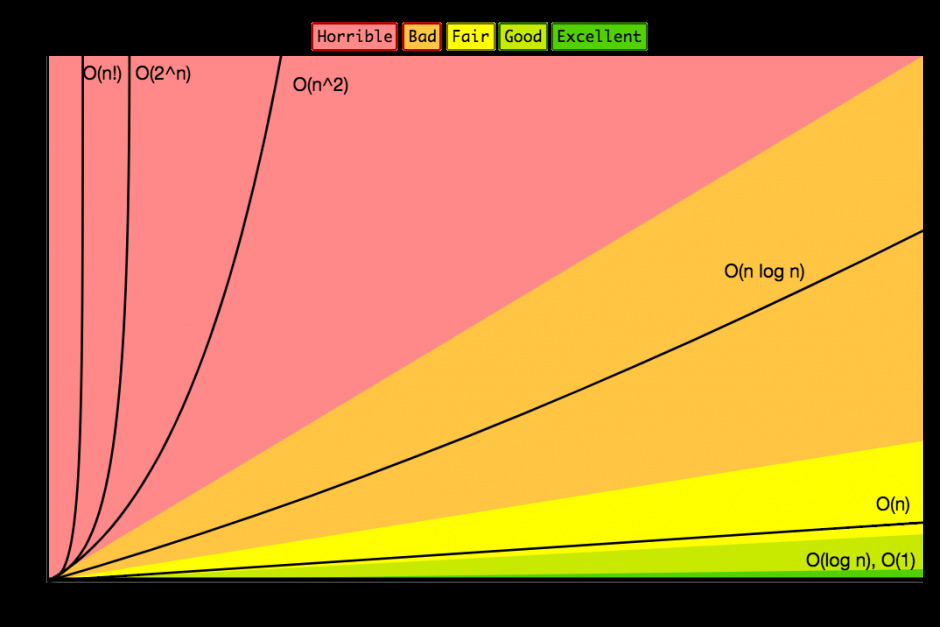 Horrible Bad Fair Good Excellent
O(n!) O(2^n)
O(n^2)
O(n log n)
O(n)
O(log n), O(1)